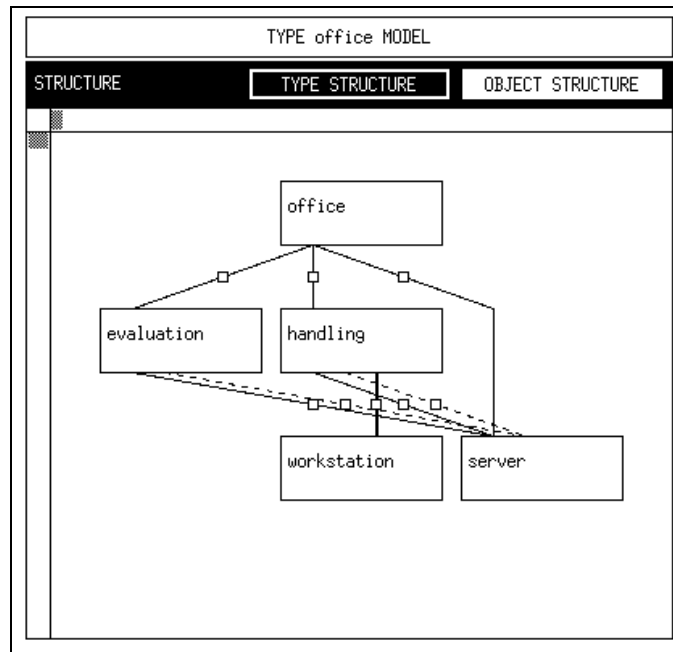 TYPE office MODEL
STRUCTURE TYPE STRUCTURE OBJECT STRUCTURE
office
evaluation handling
workstation server